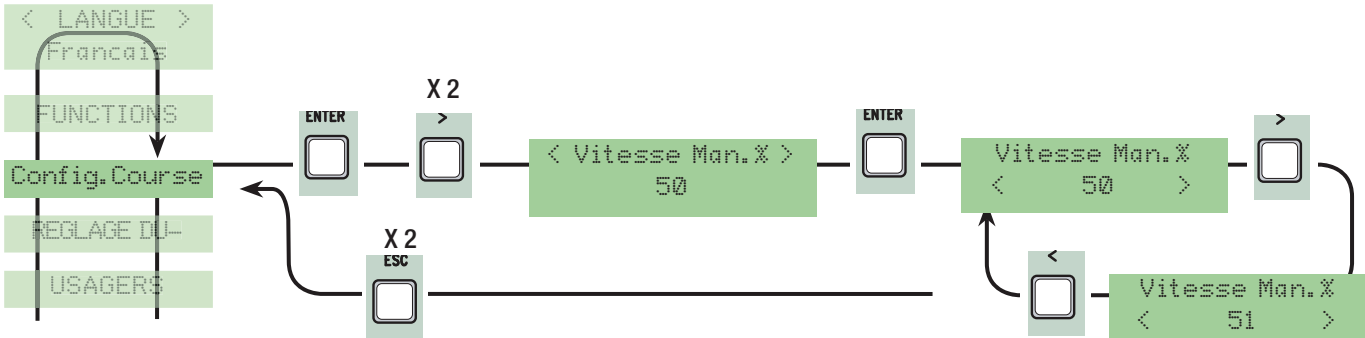 < LANGUE >
Francais
FUNCTIONS
Config.Course
REGLAGE DU-
USAGERS
ENTER
X 2
>
< Vitesse Man.% >
50
ENTER
Vitesse Man.%
< 50 >
>
X 2
ESC
<
Vitesse Man.%
< 51 >